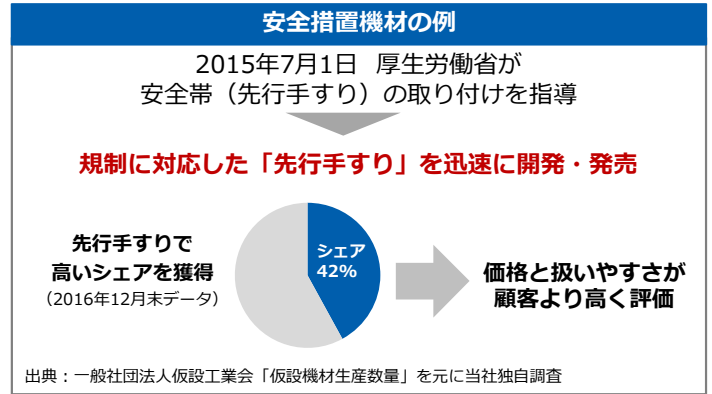 安全措置機材の例
2015年7月1日 厚生労働省が
安全帯（先行手すり）の取り付けを指導
規制に対応した「先行手すり」を迅速に開発・発売
先行手すりで
高いシェアを獲得
（2016年12月末データ）
シェア
42%
価格と扱いやすさが
顧客より高く評価
出典：一般社団法人仮設工業会「仮設機材生産数量」を元に当社独自調査